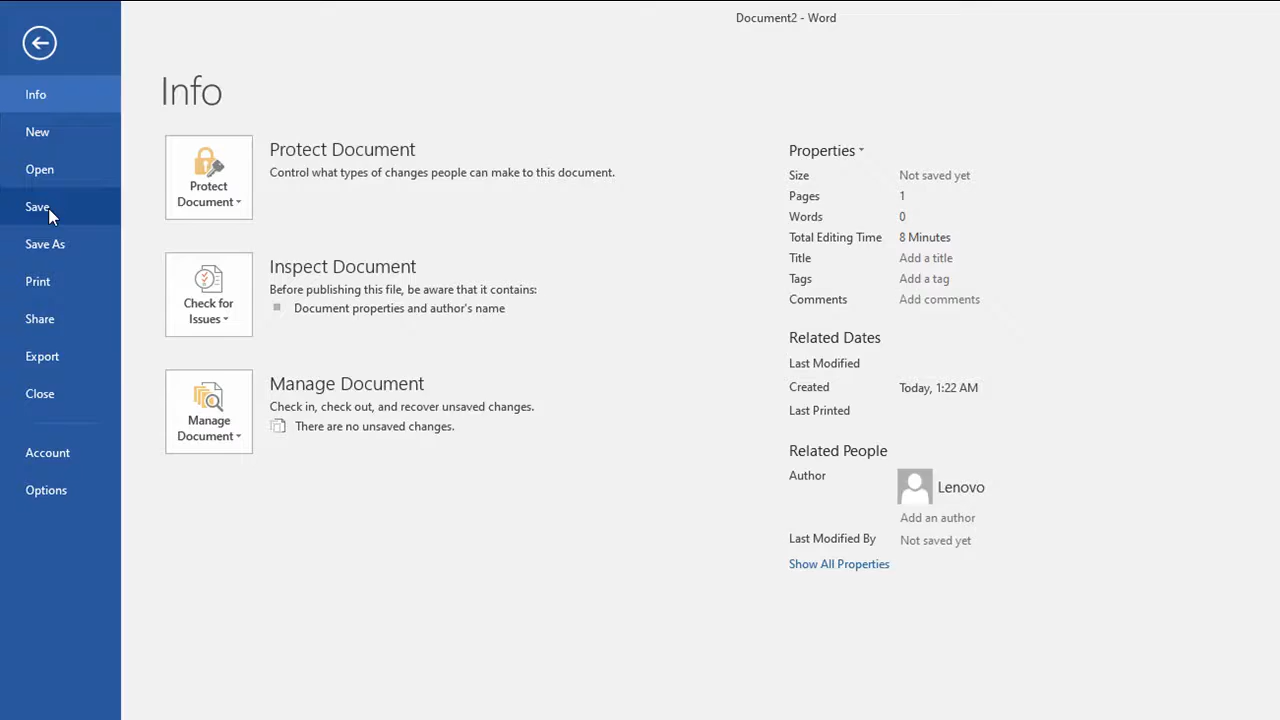 Document2 - Word
Info
New
Open
Save
Save As
Print
Share
Export
Close
Account
Options
Info
Protect Document
Protect Document
Control what types of changes people can make to this document.
Check for Issues
Inspect Document
Before publishing this file, be aware that it contains:
Document properties and author's name
Manage Document
Manage Document
Check in, check out, and recover unsaved changes.
There are no unsaved changes.
Properties
Size Not saved yet
Pages 1
Words 0
Total Editing Time 8 Minutes
Title Add a title
Tags Add a tag
Comments Add comments
Related Dates
Last Modified
Created Today, 1:22 AM
Last Printed
Related People
Author Lenovo
Add an author
Last Modified By Not saved yet
Show All Properties